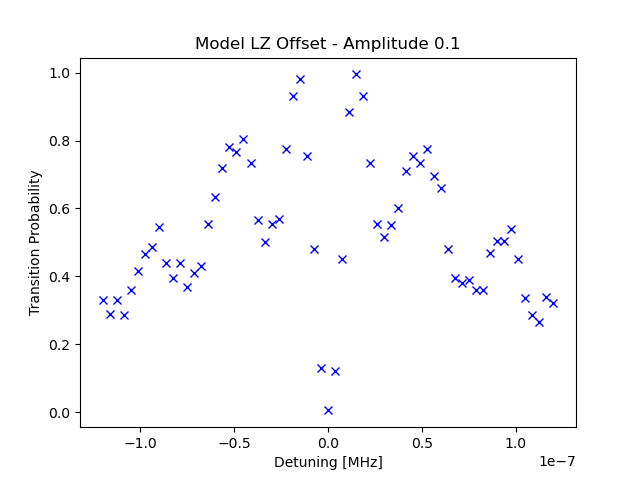 Model LZ Offset - Amplitude 0.1
Transition Probability
1.0
0.8
0.6
0.4
0.2
0.0
−1.0 −0.5 0.0 0.5 1.0
1e−7
Detuning [MHz]